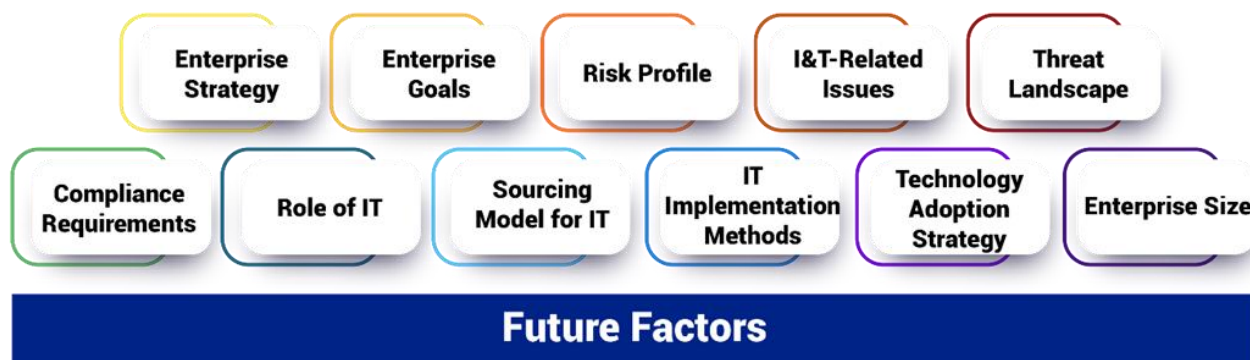 Enterprise
Strategy
Enterprise
Goals
Risk Profile
I&T-Related
Issues
Threat
Landscape
Compliance
Requirements
Role of IT
Sourcing
Model for IT
IT
Implementation
Methods
Technology
Adoption
Strategy
Enterprise Size
Future Factors